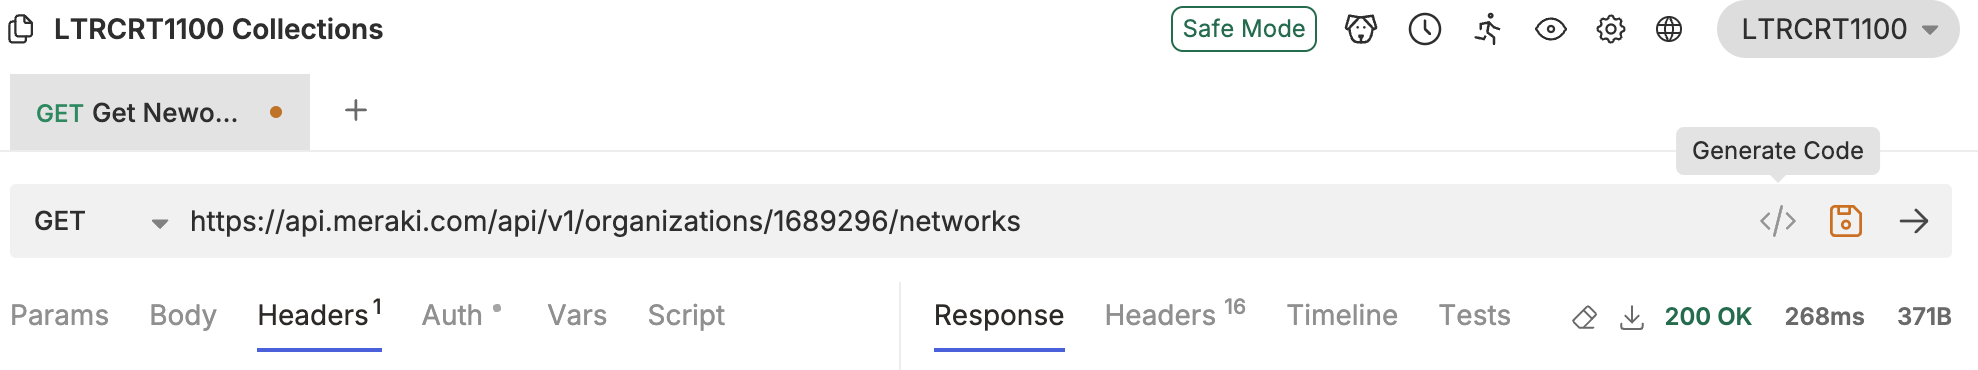 LTRCRT1100 Collections
Safe Mode
LTRCRT1100
GET Get Newo...
+
Generate Code
GET
https://api.meraki.com/api/v1/organizations/1689296/networks
</>
Params Body Headers 1 Auth Vars Script
Response Headers 16 Timeline Tests 200 OK 268ms 371B